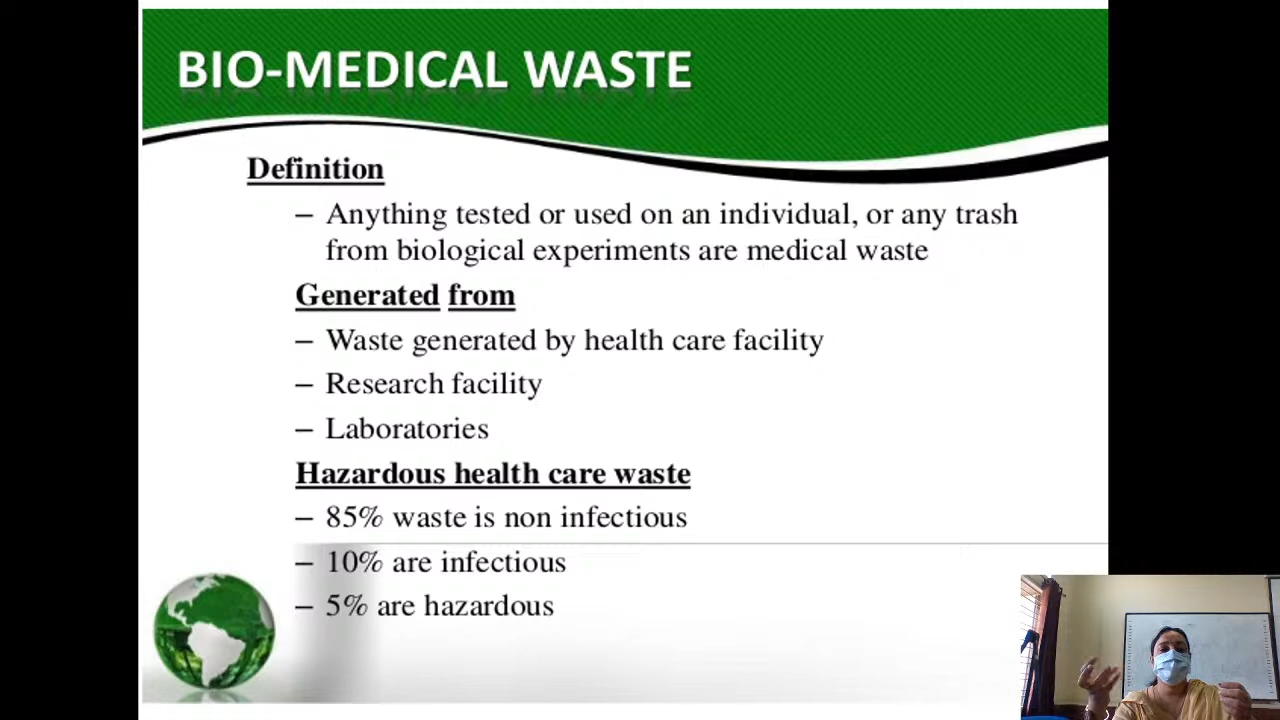 BIO-MEDICAL WASTE
Definition
– Anything tested or used on an individual, or any trash
from biological experiments are medical waste
Generated from
– Waste generated by health care facility
– Research facility
– Laboratories
Hazardous health care waste
– 85% waste is non infectious
– 10% are infectious
– 5% are hazardous